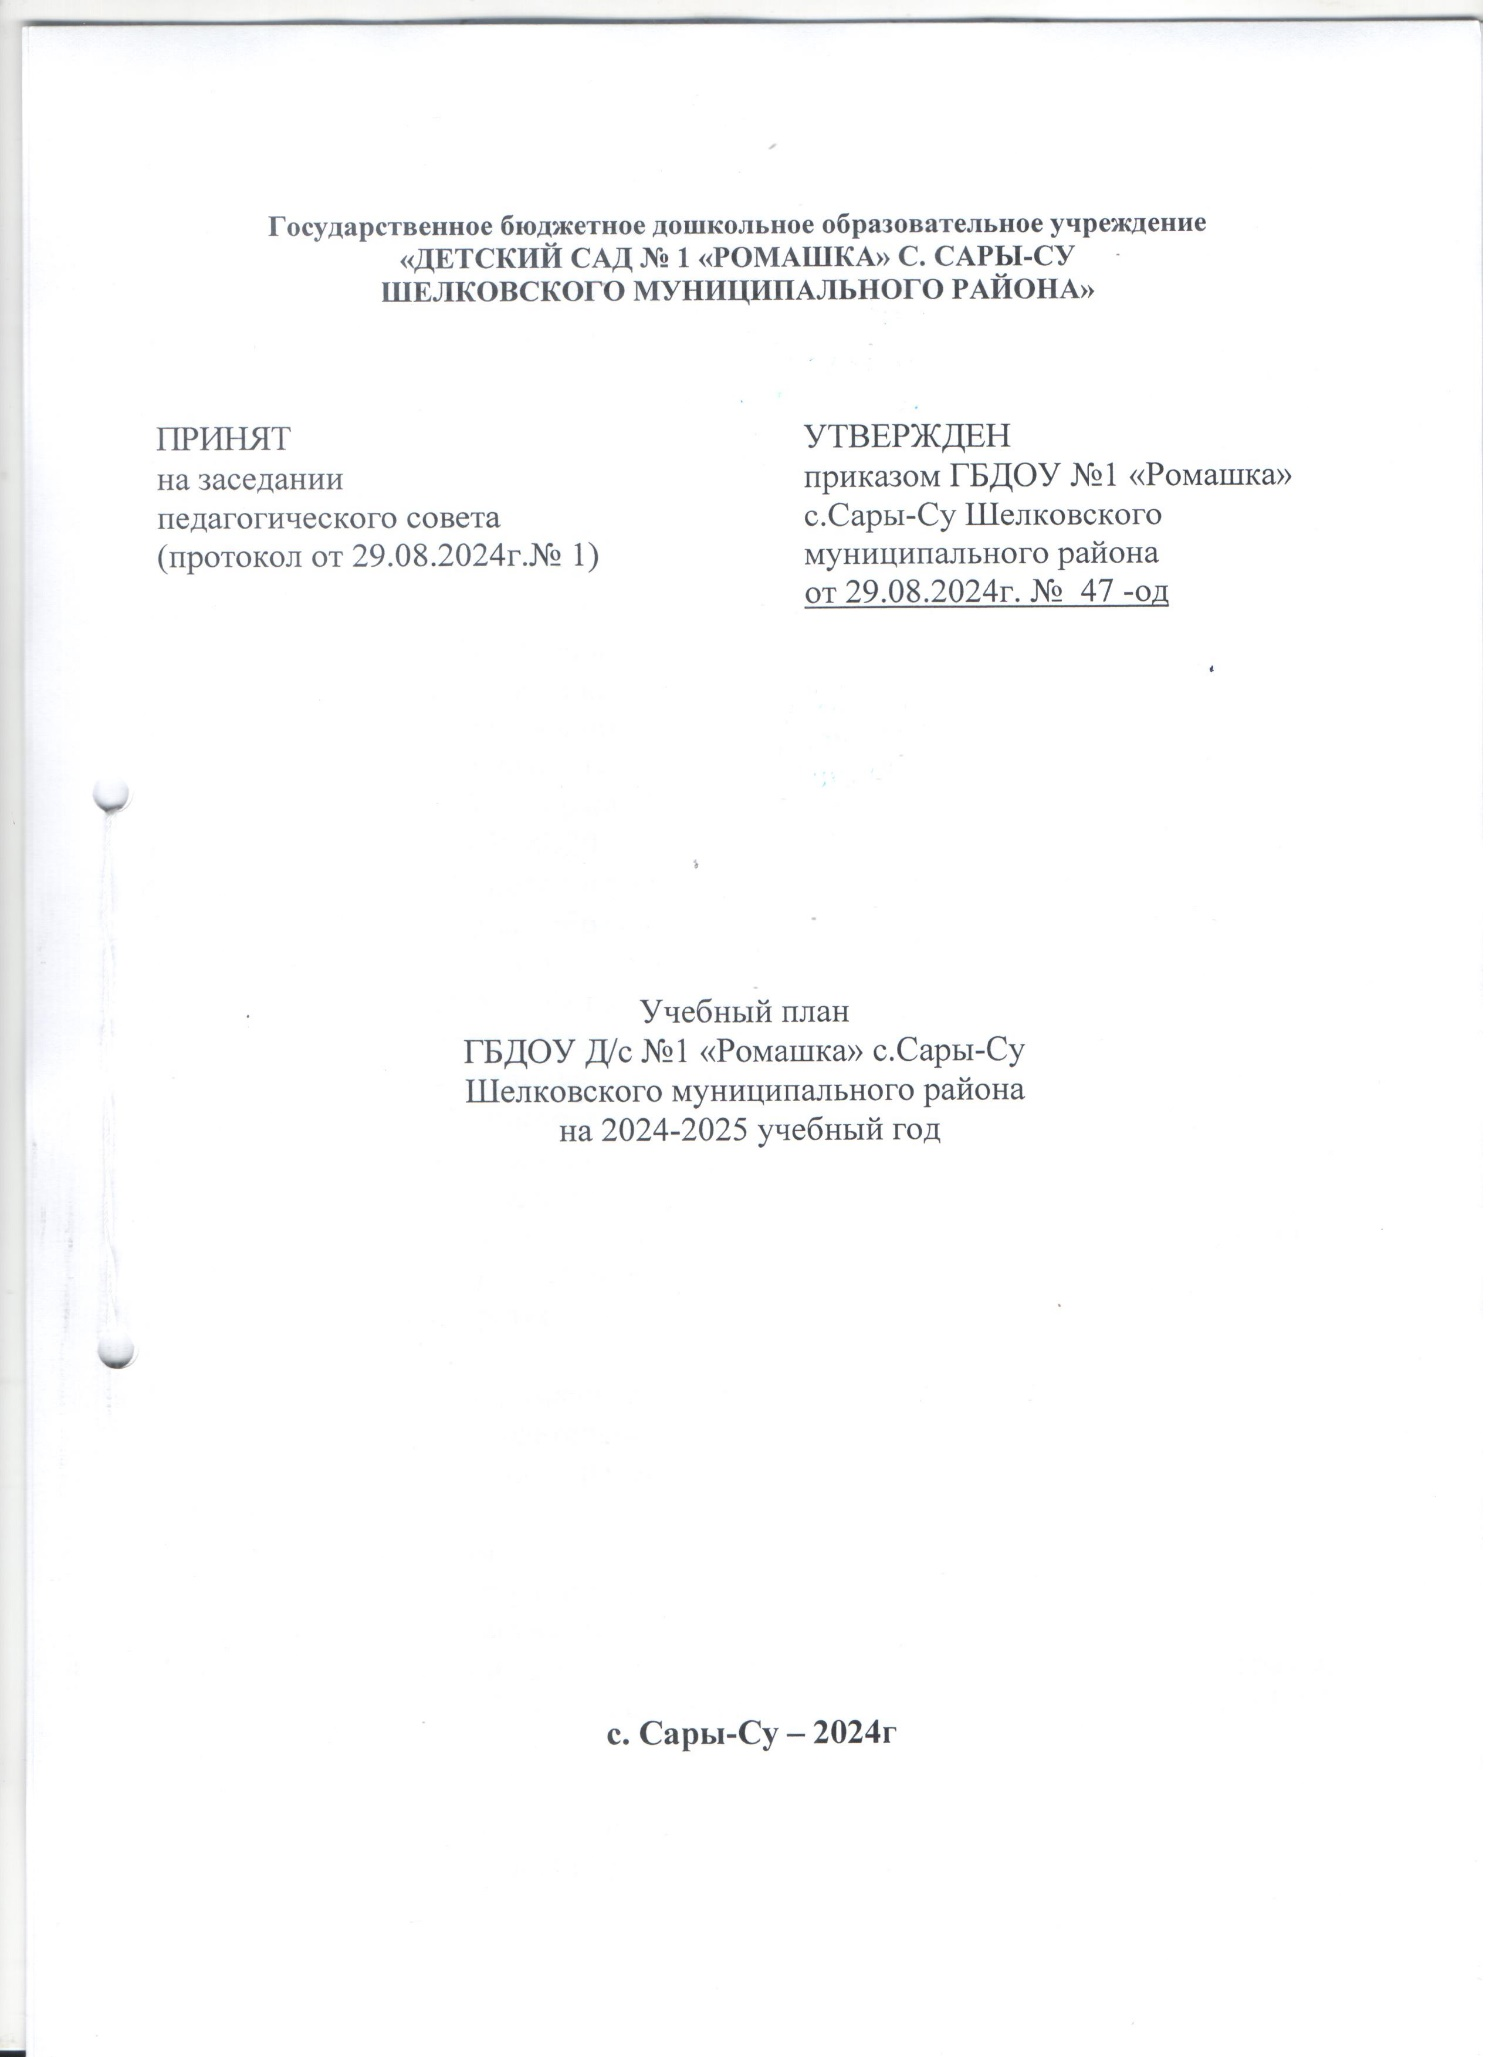 Государственное бюджетное дошкольное образовательное учреждение
«ДЕТСКИЙ САД № 1 «РОМАШКА» С. САРЫ-СУ
ШЕЛКОВСКОГО МУНИЦИПАЛЬНОГО РАЙОНА»
ПРИНЯТ
на заседании
педагогического совета
(протокол от 29.08.2024г.№ 1)
УТВЕРЖДЕН
приказом ГБДОУ №1 «Ромашка»
с.Сары-Су Шелковского
муниципального района
от 29.08.2024г. №  47 -од
Учебный план
ГБДОУ Д/с №1 «Ромашка» с.Сары-Су
Шелковского муниципального района
на 2024-2025 учебный год
с. Сары-Су – 2024г